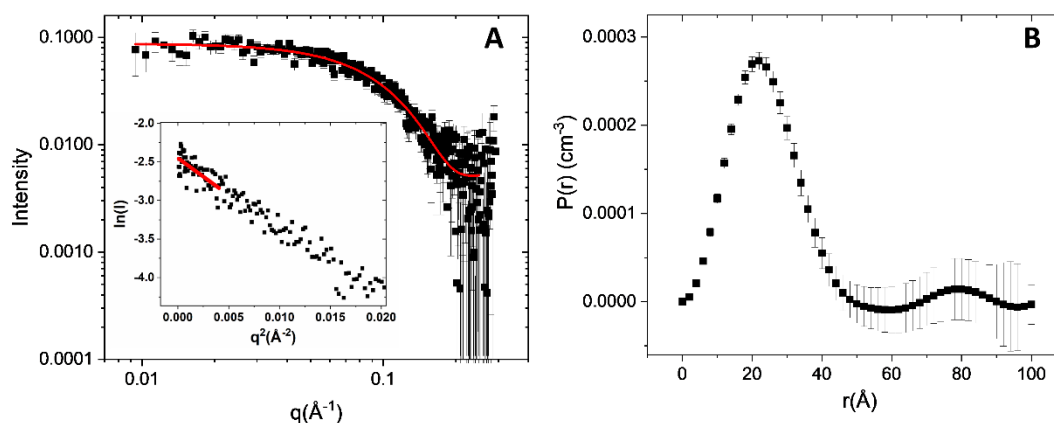 A
0.1000
0.0100
0.0010
0.0001
Intensity
0.01
0.1
q(Å⁻¹)
-2.0
-2.5
-3.0
-3.5
-4.0
ln(I)
0.000 0.005 0.010 0.015 0.020
q²(Å⁻²)
B
0.0003
0.0002
0.0001
0.0000
P(r) (cm⁻³)
0 20 40 60 80 100
r(Å)